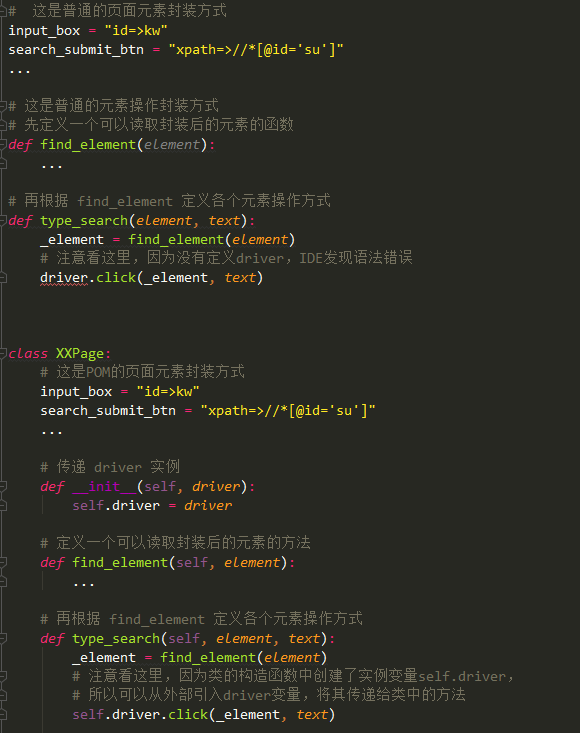 #  这是普通的页面元素封装方式
input_box = "id=>kw"
search_submit_btn = "xpath=>//*[@id='su']"
...
# 这是普通的元素操作封装方式
# 先定义一个可以读取封装后的元素的函数
def find_element(element):
    ...
# 再根据 find_element 定义各个元素操作方式
def type_search(element, text):
    _element = find_element(element)
    # 注意看这里，因为没有定义driver，IDE发现语法错误
    driver.click(_element, text)
class XXPage:
    # 这是POM的页面元素封装方式
    input_box = "id=>kw"
    search_submit_btn = "xpath=>//*[@id='su']"
    ...
    # 传递 driver 实例
    def __init__(self, driver):
        self.driver = driver
    # 定义一个可以读取封装后的元素的方法
    def find_element(self, element):
        ...
    # 再根据 find_element 定义各个元素操作方式
    def type_search(self, element, text):
        _element = find_element(element)
        # 注意看这里，因为类的构造函数中创建了实例变量self.driver，
        # 所以可以从外部引入driver变量，将其传递给类中的方法
        self.driver.click(_element, text)